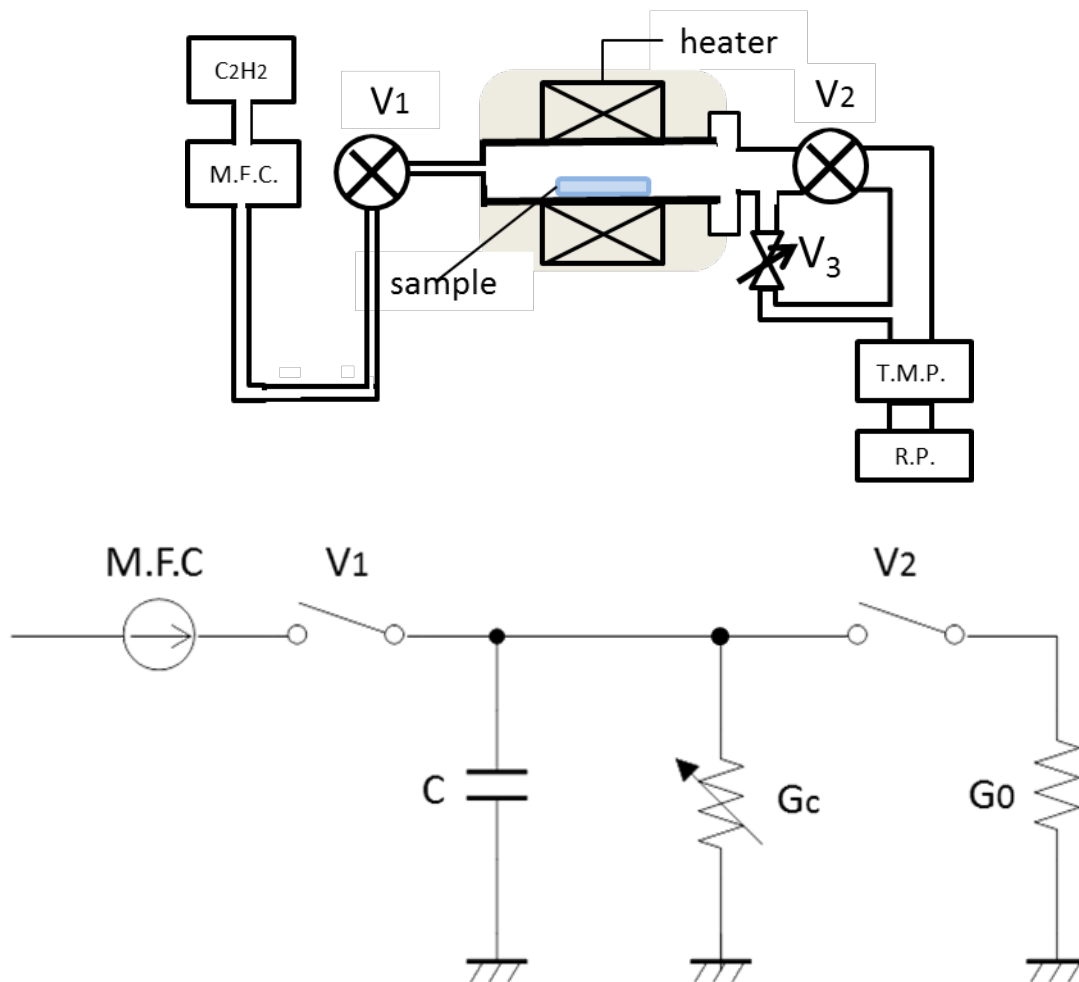 heater
C2H2
V1
V2
M.F.C.
sample
V3
T.M.P.
R.P.
M.F.C
V1
V2
C
Gc
G0